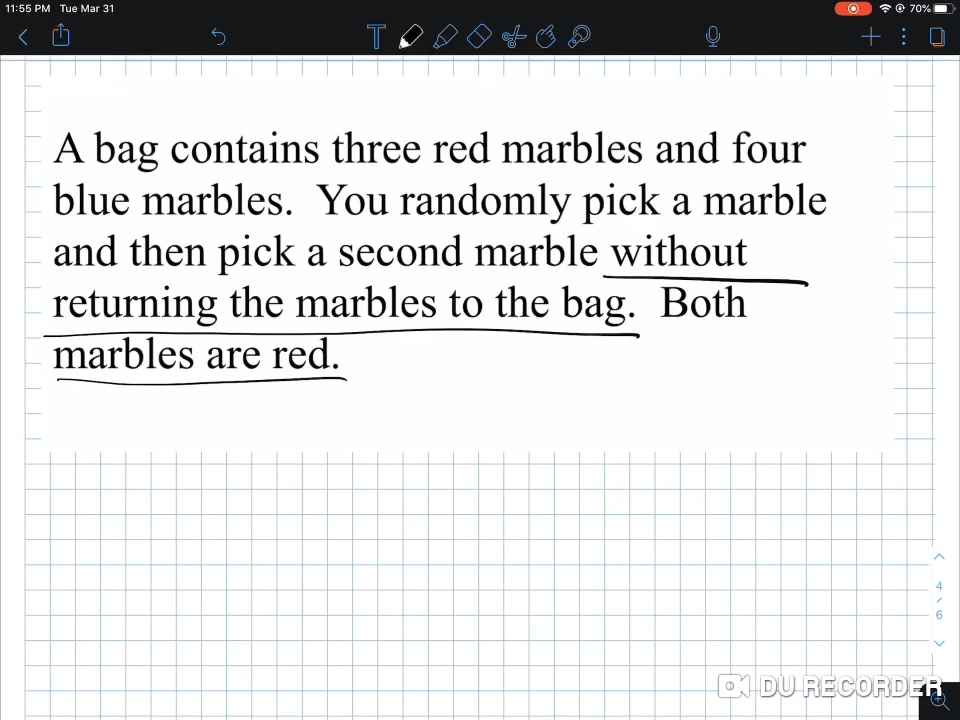 11:55 PM Tue Mar 31
70%
A bag contains three red marbles and four
blue marbles. You randomly pick a marble
and then pick a second marble without
returning the marbles to the bag. Both
marbles are red.
4
6
DU RECORDER